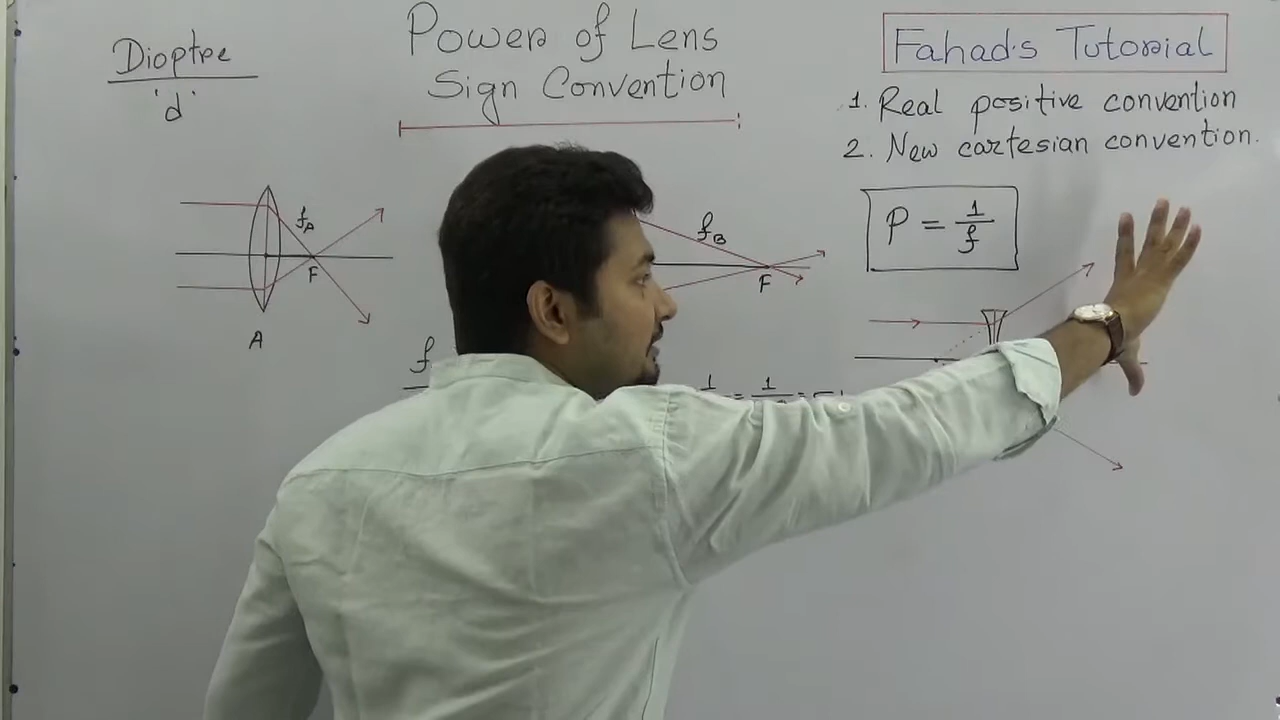 Dioptre
'd'
Power of Lens
Sign Convention
Fahad's Tutorial
1. Real positive convention
2. New cartesian convention.
P = 1/f
fA
F
A
fB
F
f